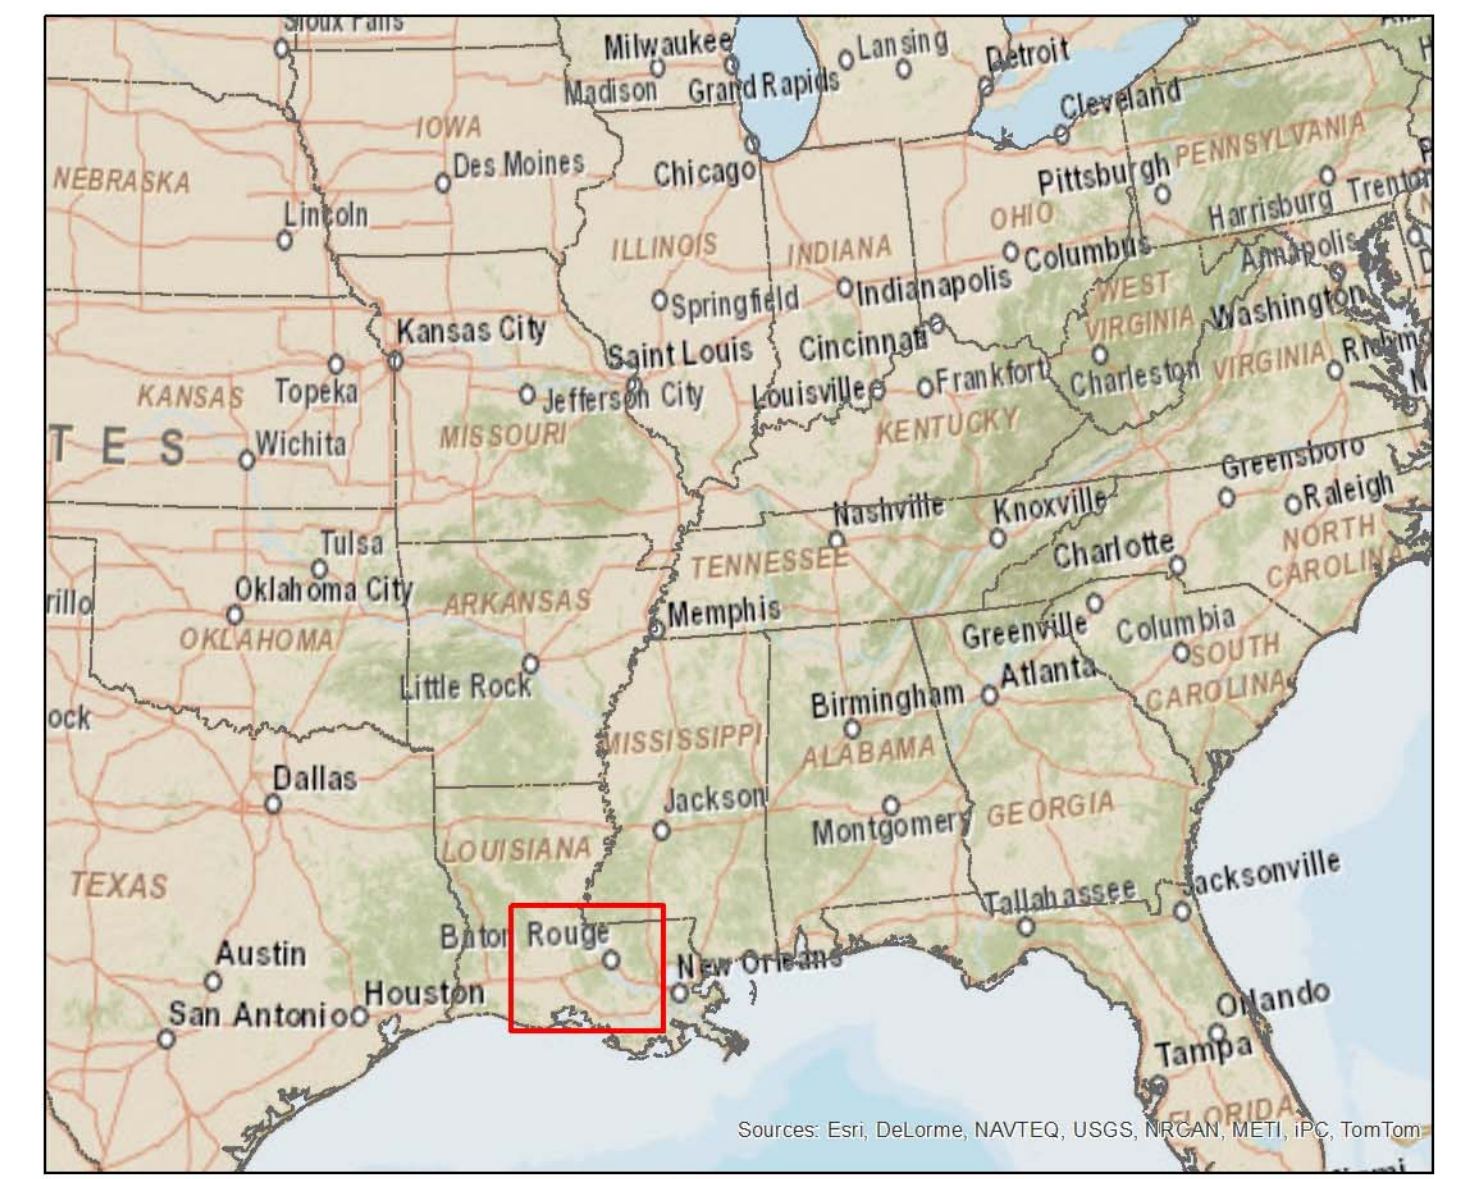 Sioux Falls
Milwaukee
Lansing
Detroit
Madison
Grand Rapids
Cleveland
IOWA
PENNSYLVANIA
NEBRASKA
Des Moines
Chicago
Pittsburgh
Trenton
Lincoln
OHIO
Harrisburg
ILLINOIS
INDIANA
Columbus
Annapolis
Springfield
Indianapolis
WEST
VIRGINIA
Washington
Kansas City
Saint Louis
Cincinnati
VIRGINIA
Richm
KANSAS
Topeka
Jefferson City
Louisville
Frankfort
Charleston
TES
Wichita
MISSOURI
KENTUCKY
Greensboro
Nashville
Knoxville
Raleigh
Tulsa
TENNESSEE
Charlotte
NORTH
CAROLINA
rillo
Oklahoma City
ARKANSAS
Memphis
OKLAHOMA
Greenville
Columbia
SOUTH
CAROLINA
Little Rock
Atlanta
ock
Birmingham
MISSISSIPPI
ALABAMA
Dallas
Jackson
Montgomery
GEORGIA
LOUISIANA
TEXAS
Tallahassee
Jacksonville
Baton Rouge
Austin
New Orleans
Houston
San Antonio
Orlando
Tampa
FLORIDA
Sources: Esri, DeLorme, NAVTEQ, USGS, NRCAN, METI, iPC, TomTom